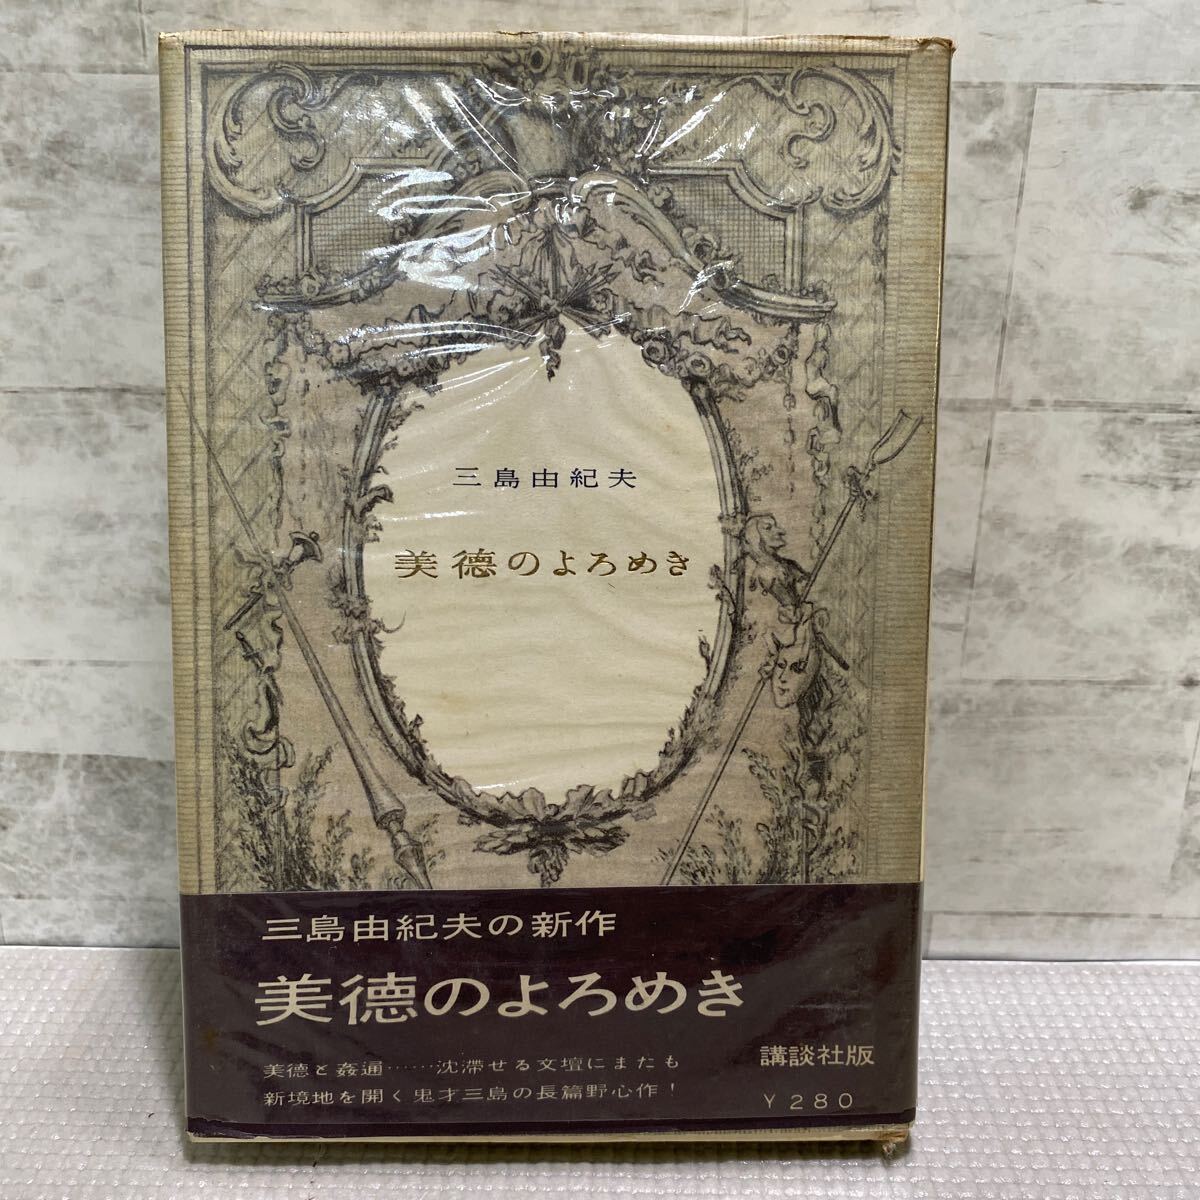 三島由紀夫
美徳のよろめき
三島由紀夫の新作
美徳のよろめき
美徳と姦通……沈滞せる文壇にまたも
新境地を開く鬼才三島の長篇野心作！
講談社版
￥280